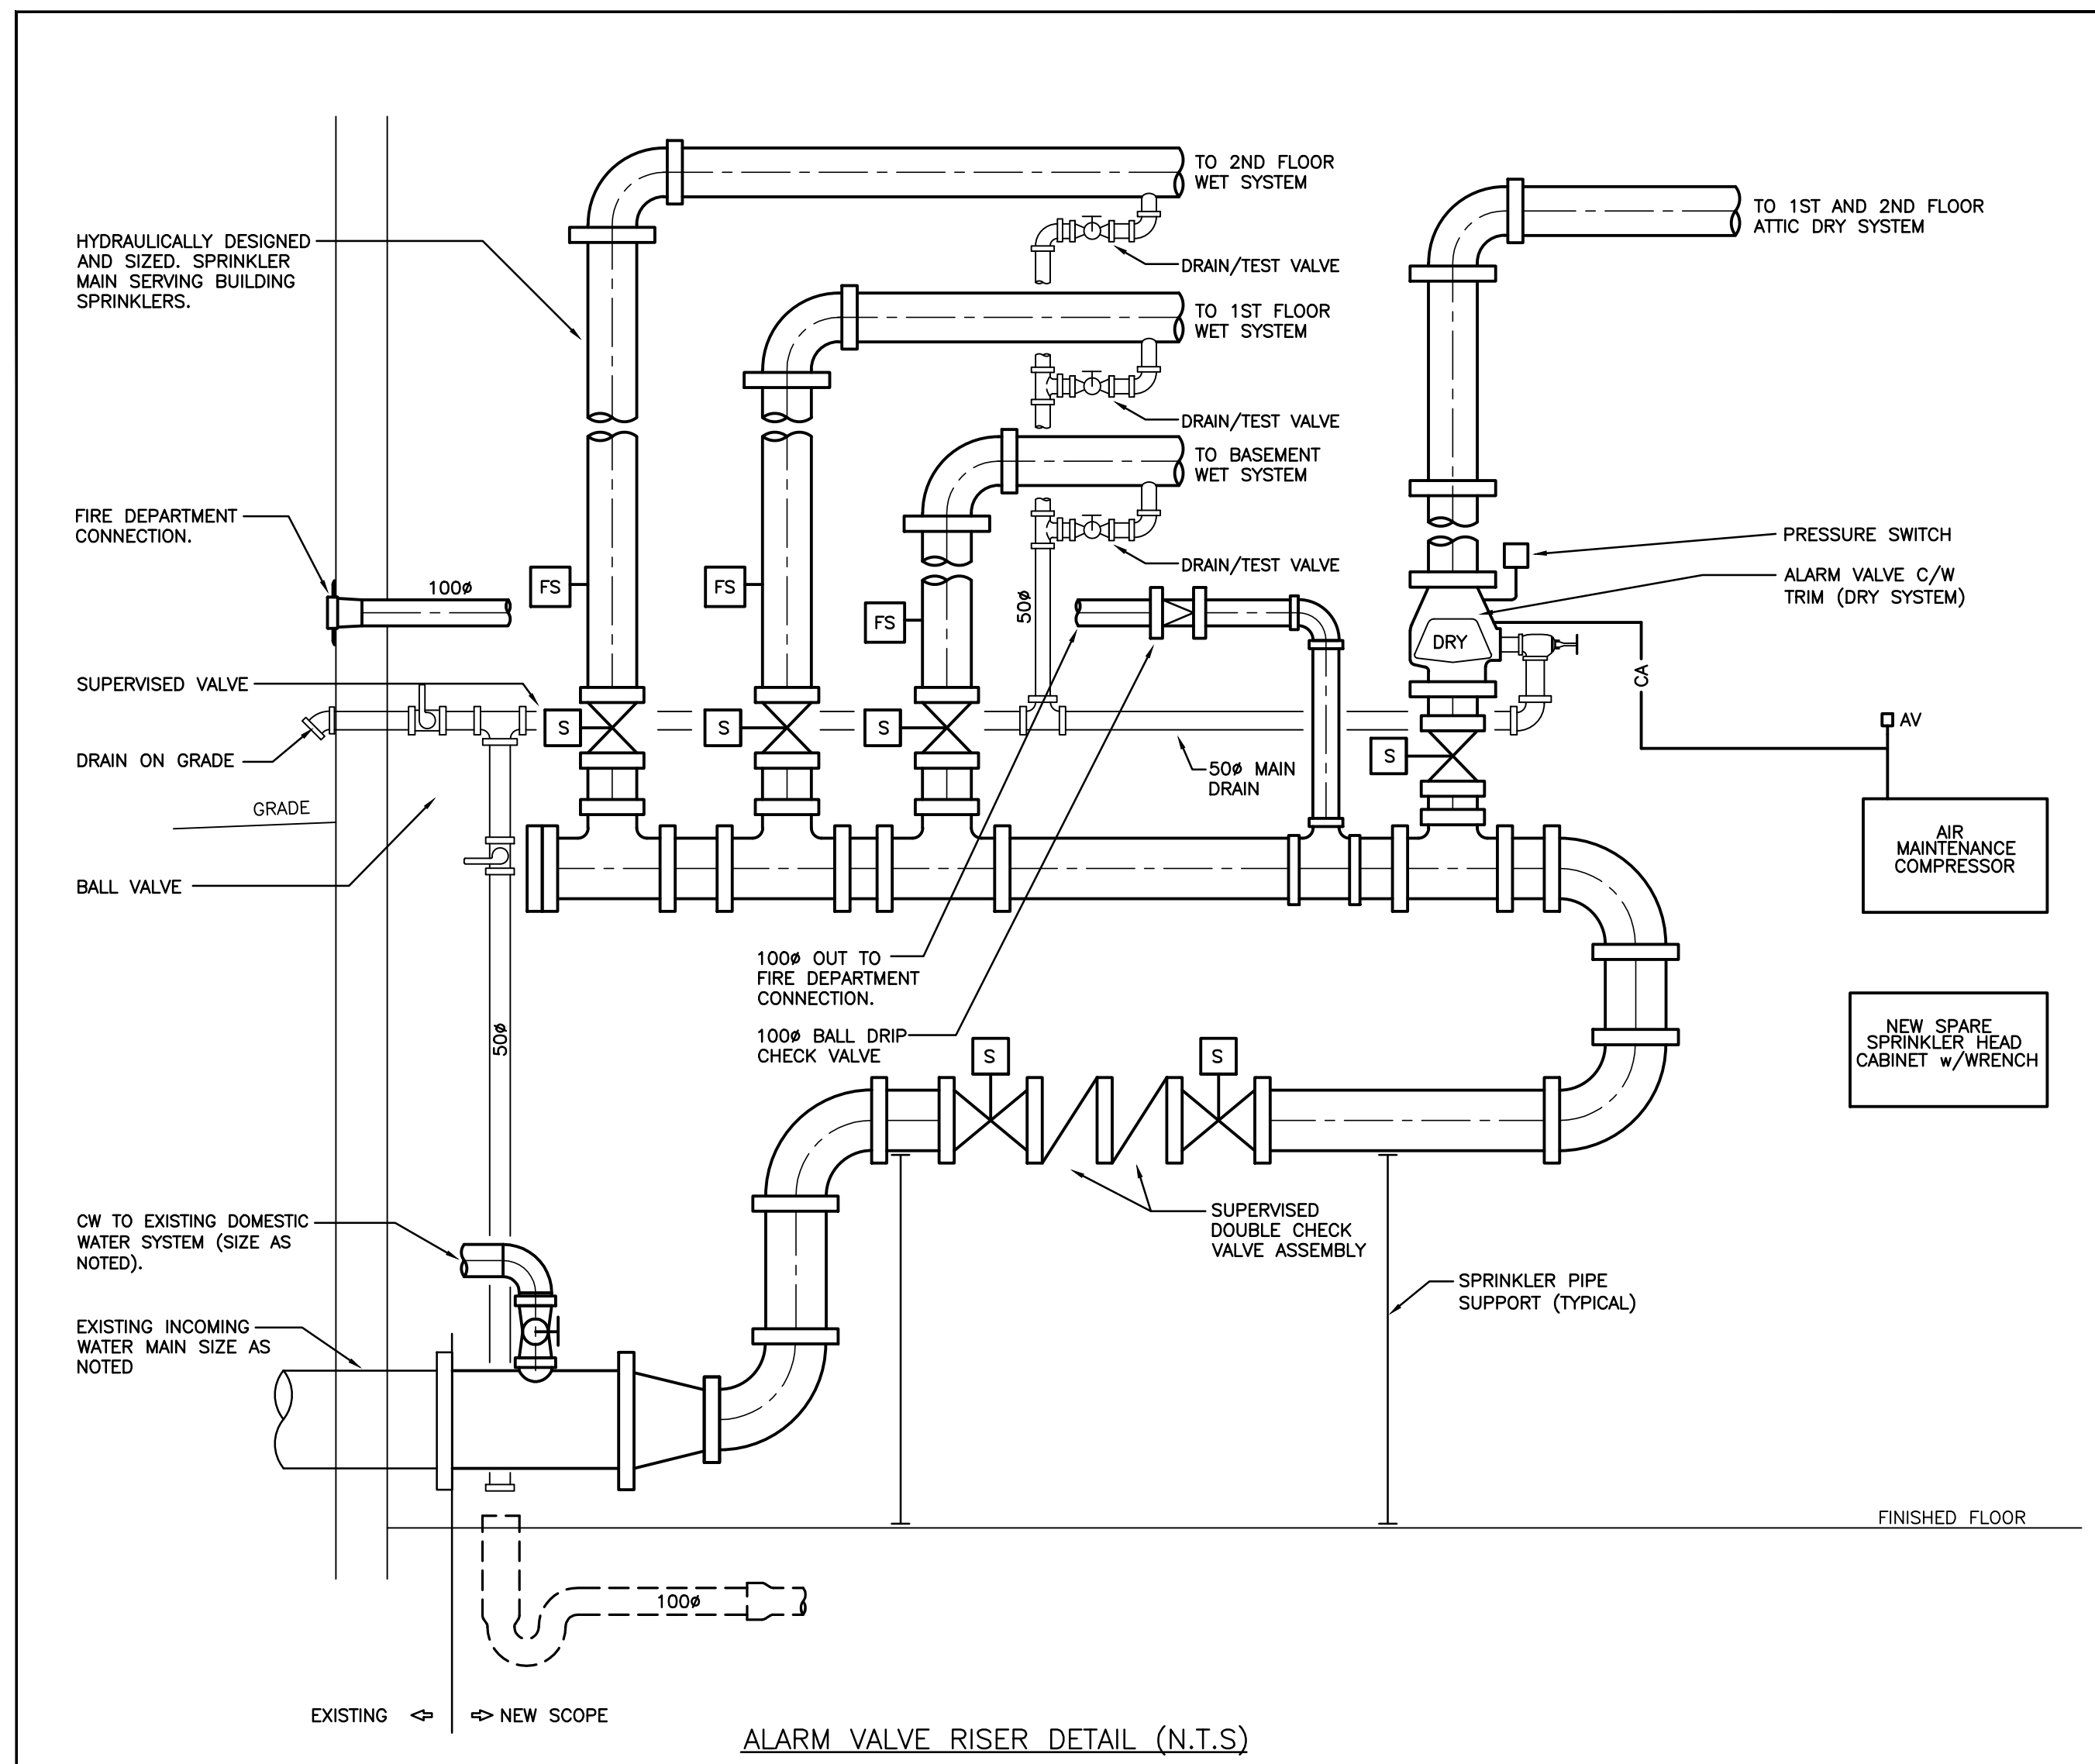 TO 2ND FLOOR
WET SYSTEM
TO 1ST AND 2ND FLOOR
ATTIC DRY SYSTEM
HYDRAULICALLY DESIGNED
AND SIZED. SPRINKLER
MAIN SERVING BUILDING
SPRINKLERS.
DRAIN/TEST VALVE
TO 1ST FLOOR
WET SYSTEM
DRAIN/TEST VALVE
TO BASEMENT
WET SYSTEM
DRAIN/TEST VALVE
FIRE DEPARTMENT
CONNECTION.
100ø
FS
FS
FS
50ø
PRESSURE SWITCH
ALARM VALVE C/W
TRIM (DRY SYSTEM)
DRY
CA
SUPERVISED VALVE
S
S
S
S
AV
DRAIN ON GRADE
50ø MAIN
DRAIN
GRADE
BALL VALVE
AIR
MAINTENANCE
COMPRESSOR
100ø OUT TO
FIRE DEPARTMENT
CONNECTION.
100ø BALL DRIP
CHECK VALVE
50ø
S
S
NEW SPARE
SPRINKLER HEAD
CABINET w/WRENCH
CW TO EXISTING DOMESTIC
WATER SYSTEM (SIZE AS
NOTED).
SUPERVISED
DOUBLE CHECK
VALVE ASSEMBLY
SPRINKLER PIPE
SUPPORT (TYPICAL)
EXISTING INCOMING
WATER MAIN SIZE AS
NOTED
FINISHED FLOOR
100ø
EXISTING
NEW SCOPE
ALARM VALVE RISER DETAIL (N.T.S)